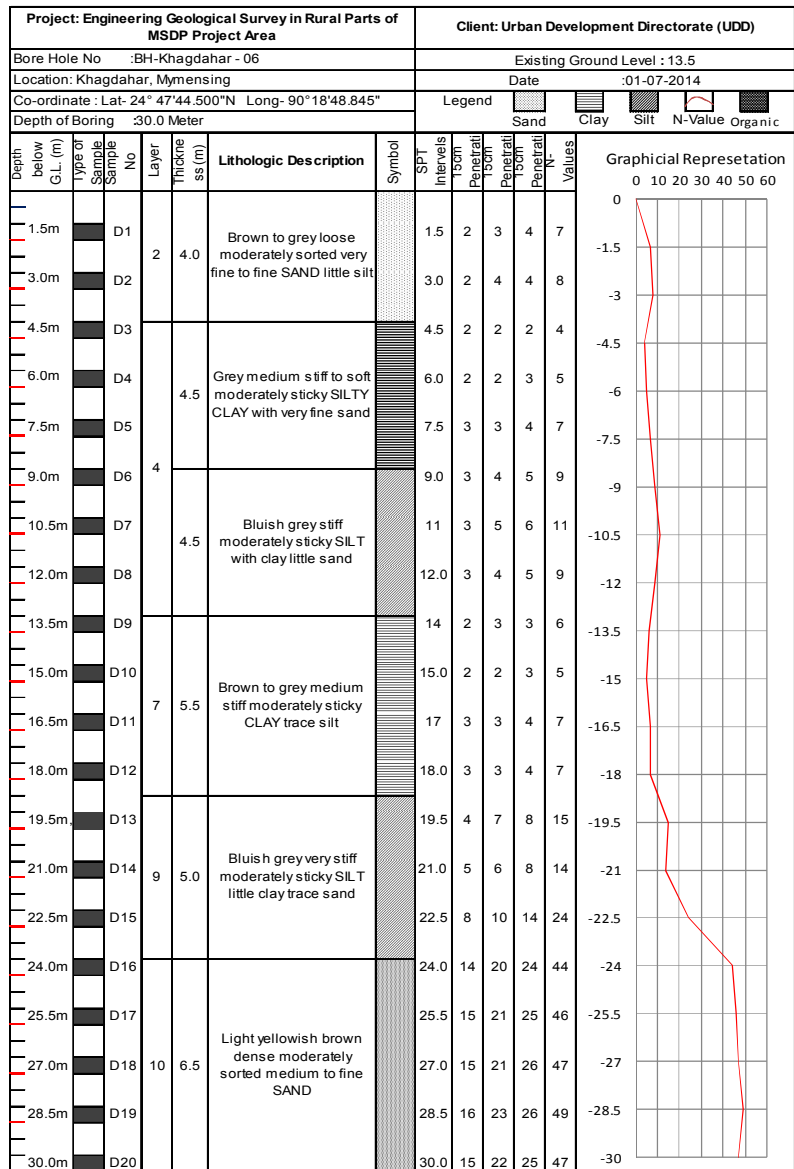 Project: Engineering Geological Survey in Rural Parts of
MSDP Project Area
Client: Urban Development Directorate (UDD)
Bore Hole No :BH-Khagdahar - 06
Existing Ground Level : 13.5
Location: Khagdahar, Mymensing
Date :01-07-2014
Co-ordinate : Lat- 24° 47'44.500"N Long- 90°18'48.845"
Legend
Sand Clay Silt N-Value Organic
Depth of Boring :30.0 Meter
Depth below G.L. (m)
Type of Sample
Sample No
Layer
Thickne ss (m)
Lithologic Description
Symbol
SPT Intervals
15cm Penetrati
15cm Penetrati
15cm Penetrati
N- Values
Graphicial Represetation
0 10 20 30 40 50 60
0
1.5m D1 1.5 2 3 4 7 -1.5
2 4.0
Brown to grey loose
moderately sorted very
fine to fine SAND little silt
3.0m D2 3.0 2 4 4 8 -3
4.5m D3 4.5 2 2 2 4 -4.5
6.0m D4 6.0 2 2 3 5 -6
4.5
Grey medium stiff to soft
moderately sticky SILTY
CLAY with very fine sand
7.5m D5 7.5 3 3 4 7 -7.5
4
9.0m D6 9.0 3 4 5 9 -9
10.5m D7 11 3 5 6 11 -10.5
4.5
Bluish grey stiff
moderately sticky SILT
with clay little sand
12.0m D8 12.0 3 4 5 9 -12
13.5m D9 14 2 3 3 6 -13.5
15.0m D10 15.0 2 2 3 5 -15
7 5.5
Brown to grey medium
stiff moderately sticky
CLAY trace silt
16.5m D11 17 3 3 4 7 -16.5
18.0m D12 18.0 3 3 4 7 -18
19.5m, D13 19.5 4 7 8 15 -19.5
21.0m D14 21.0 5 6 8 14 -21
9 5.0
Bluish grey very stiff
moderately sticky SILT
little clay trace sand
22.5m D15 22.5 8 10 14 24 -22.5
24.0m D16 24.0 14 20 24 44 -24
25.5m D17 25.5 15 21 25 46 -25.5
27.0m D18 10 6.5 27.0 15 21 26 47 -27
Light yellowish brown
dense moderately
sorted medium to fine
SAND
28.5m D19 28.5 16 23 26 49 -28.5
30.0m D20 30.0 15 22 25 47 -30